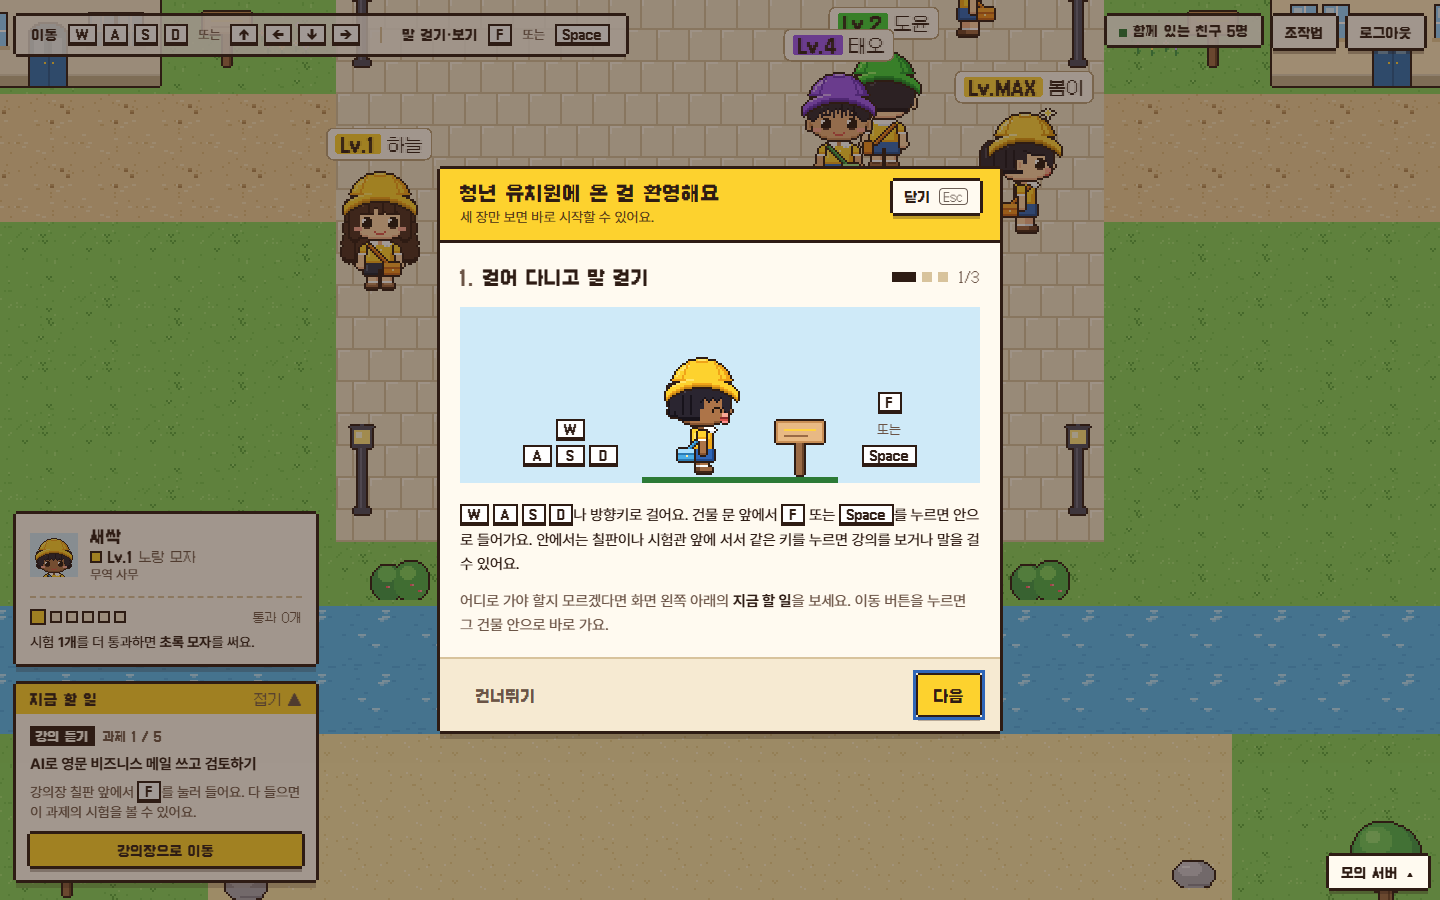 이동 W A S D 또는 ↑ ← ↓ → | 말 걸기·보기 F 또는 Space
Lv.2 도윤
Lv.4 태오
함께 있는 친구 5명
조작법
로그아웃
Lv.MAX 봄이
Lv.1 하늘
청년 유치원에 온 걸 환영해요
세 장만 보면 바로 시작할 수 있어요.
닫기 Esc
1. 걸어 다니고 말 걸기
1/3
W
A S D
F
또는
Space
W A S D나 방향키로 걸어요. 건물 문 앞에서 F 또는 Space를 누르면 안으
로 들어가요. 안에서는 칠판이나 시험관 앞에 서서 같은 키를 누르면 강의를 보거나 말을 걸
수 있어요.
어디로 가야 할지 모르겠다면 화면 왼쪽 아래의 지금 할 일을 보세요. 이동 버튼을 누르면
그 건물 안으로 바로 가요.
건너뛰기
다음
새싹
Lv.1 노랑 모자
무역 사무
통과 0개
시험 1개를 더 통과하면 초록 모자를 써요.
지금 할 일
접기 ▲
강의 듣기 과제 1 / 5
AI로 영문 비즈니스 메일 쓰고 검토하기
강의장 칠판 앞에서 F를 눌러 들어요. 다 들으면
이 과제의 시험을 볼 수 있어요.
강의장으로 이동
모의 서버 ▲